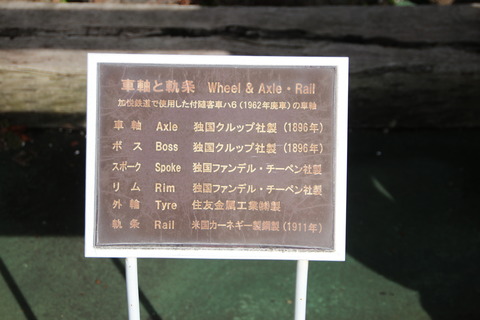 車軸と軌条 Wheel & Axle・Rail
加悦鉄道で使用した付随客車ハ6(1962年廃車)の車軸
車軸 Axle 独国クルップ社製(1896年)
ボス Boss 独国クルップ社製(1896年)
スポーク Spoke 独国ファンデル・チーペン社製
リム Rim 独国ファンデル・チーペン社製
外輪 Tyre 住友金属工業㈱製
軌条 Rail 米国カーネギー製鋼製(1911年)